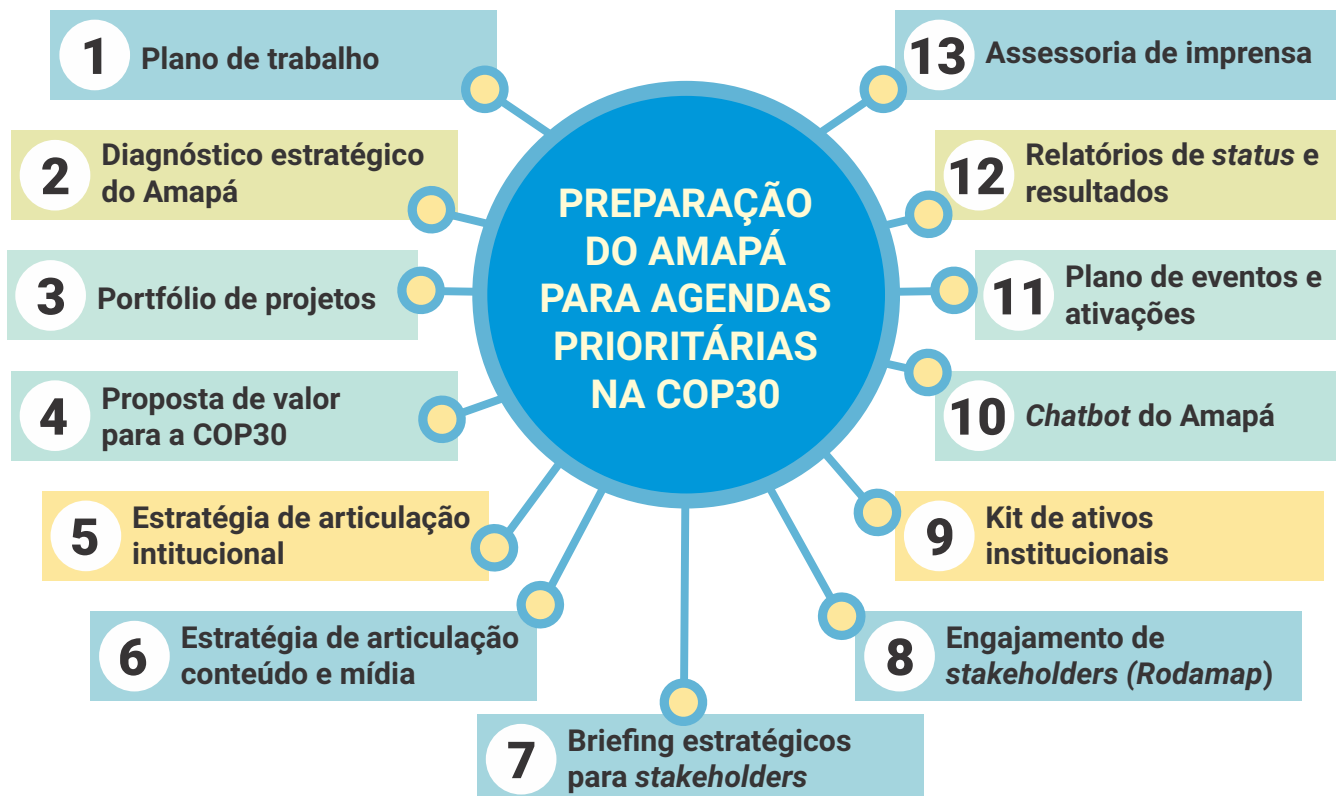 PREPARAÇÃO
DO AMAPÁ
PARA AGENDAS
PRIORITÁRIAS
NA COP30
1 Plano de trabalho
2 Diagnóstico estratégico
do Amapá
3 Portfólio de projetos
4 Proposta de valor
para a COP30
5 Estratégia de articulação
intitucional
6 Estratégia de articulação
conteúdo e mídia
7 Briefing estratégicos
para stakeholders
8 Engajamento de
stakeholders (Rodamap)
9 Kit de ativos
institucionais
10 Chatbot do Amapá
11 Plano de eventos e
ativações
12 Relatórios de status e
resultados
13 Assessoria de imprensa